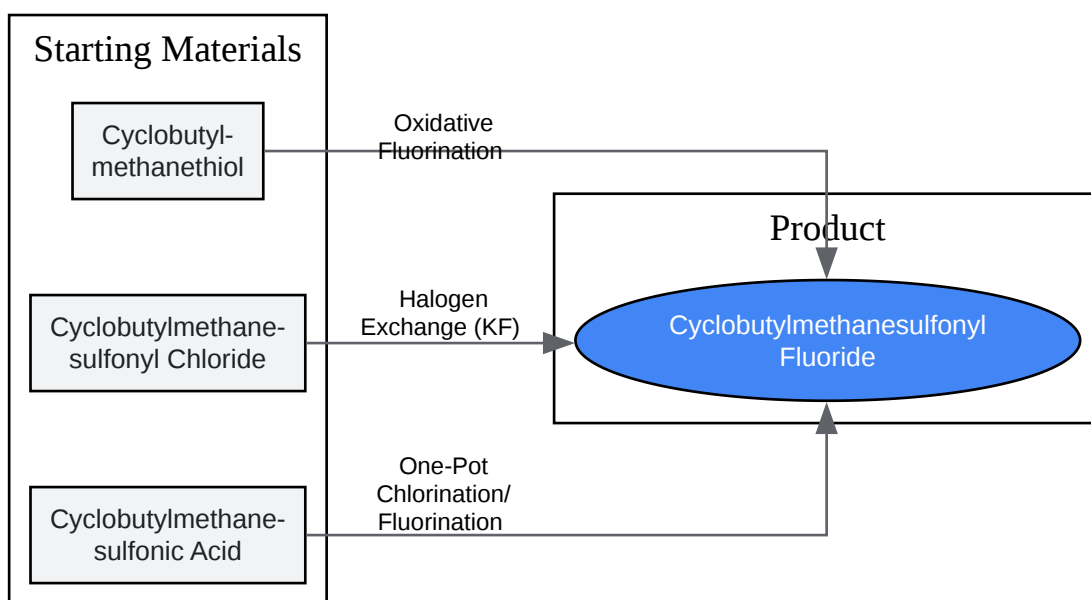 Starting Materials
Cyclobutyl-
methanethiol
Oxidative
Fluorination
Product
Cyclobutylmethane-
sulfonyl Chloride
Halogen
Exchange (KF)
Cyclobutylmethanesulfonyl
Fluoride
Cyclobutylmethane-
sulfonic Acid
One-Pot
Chlorination/
Fluorination